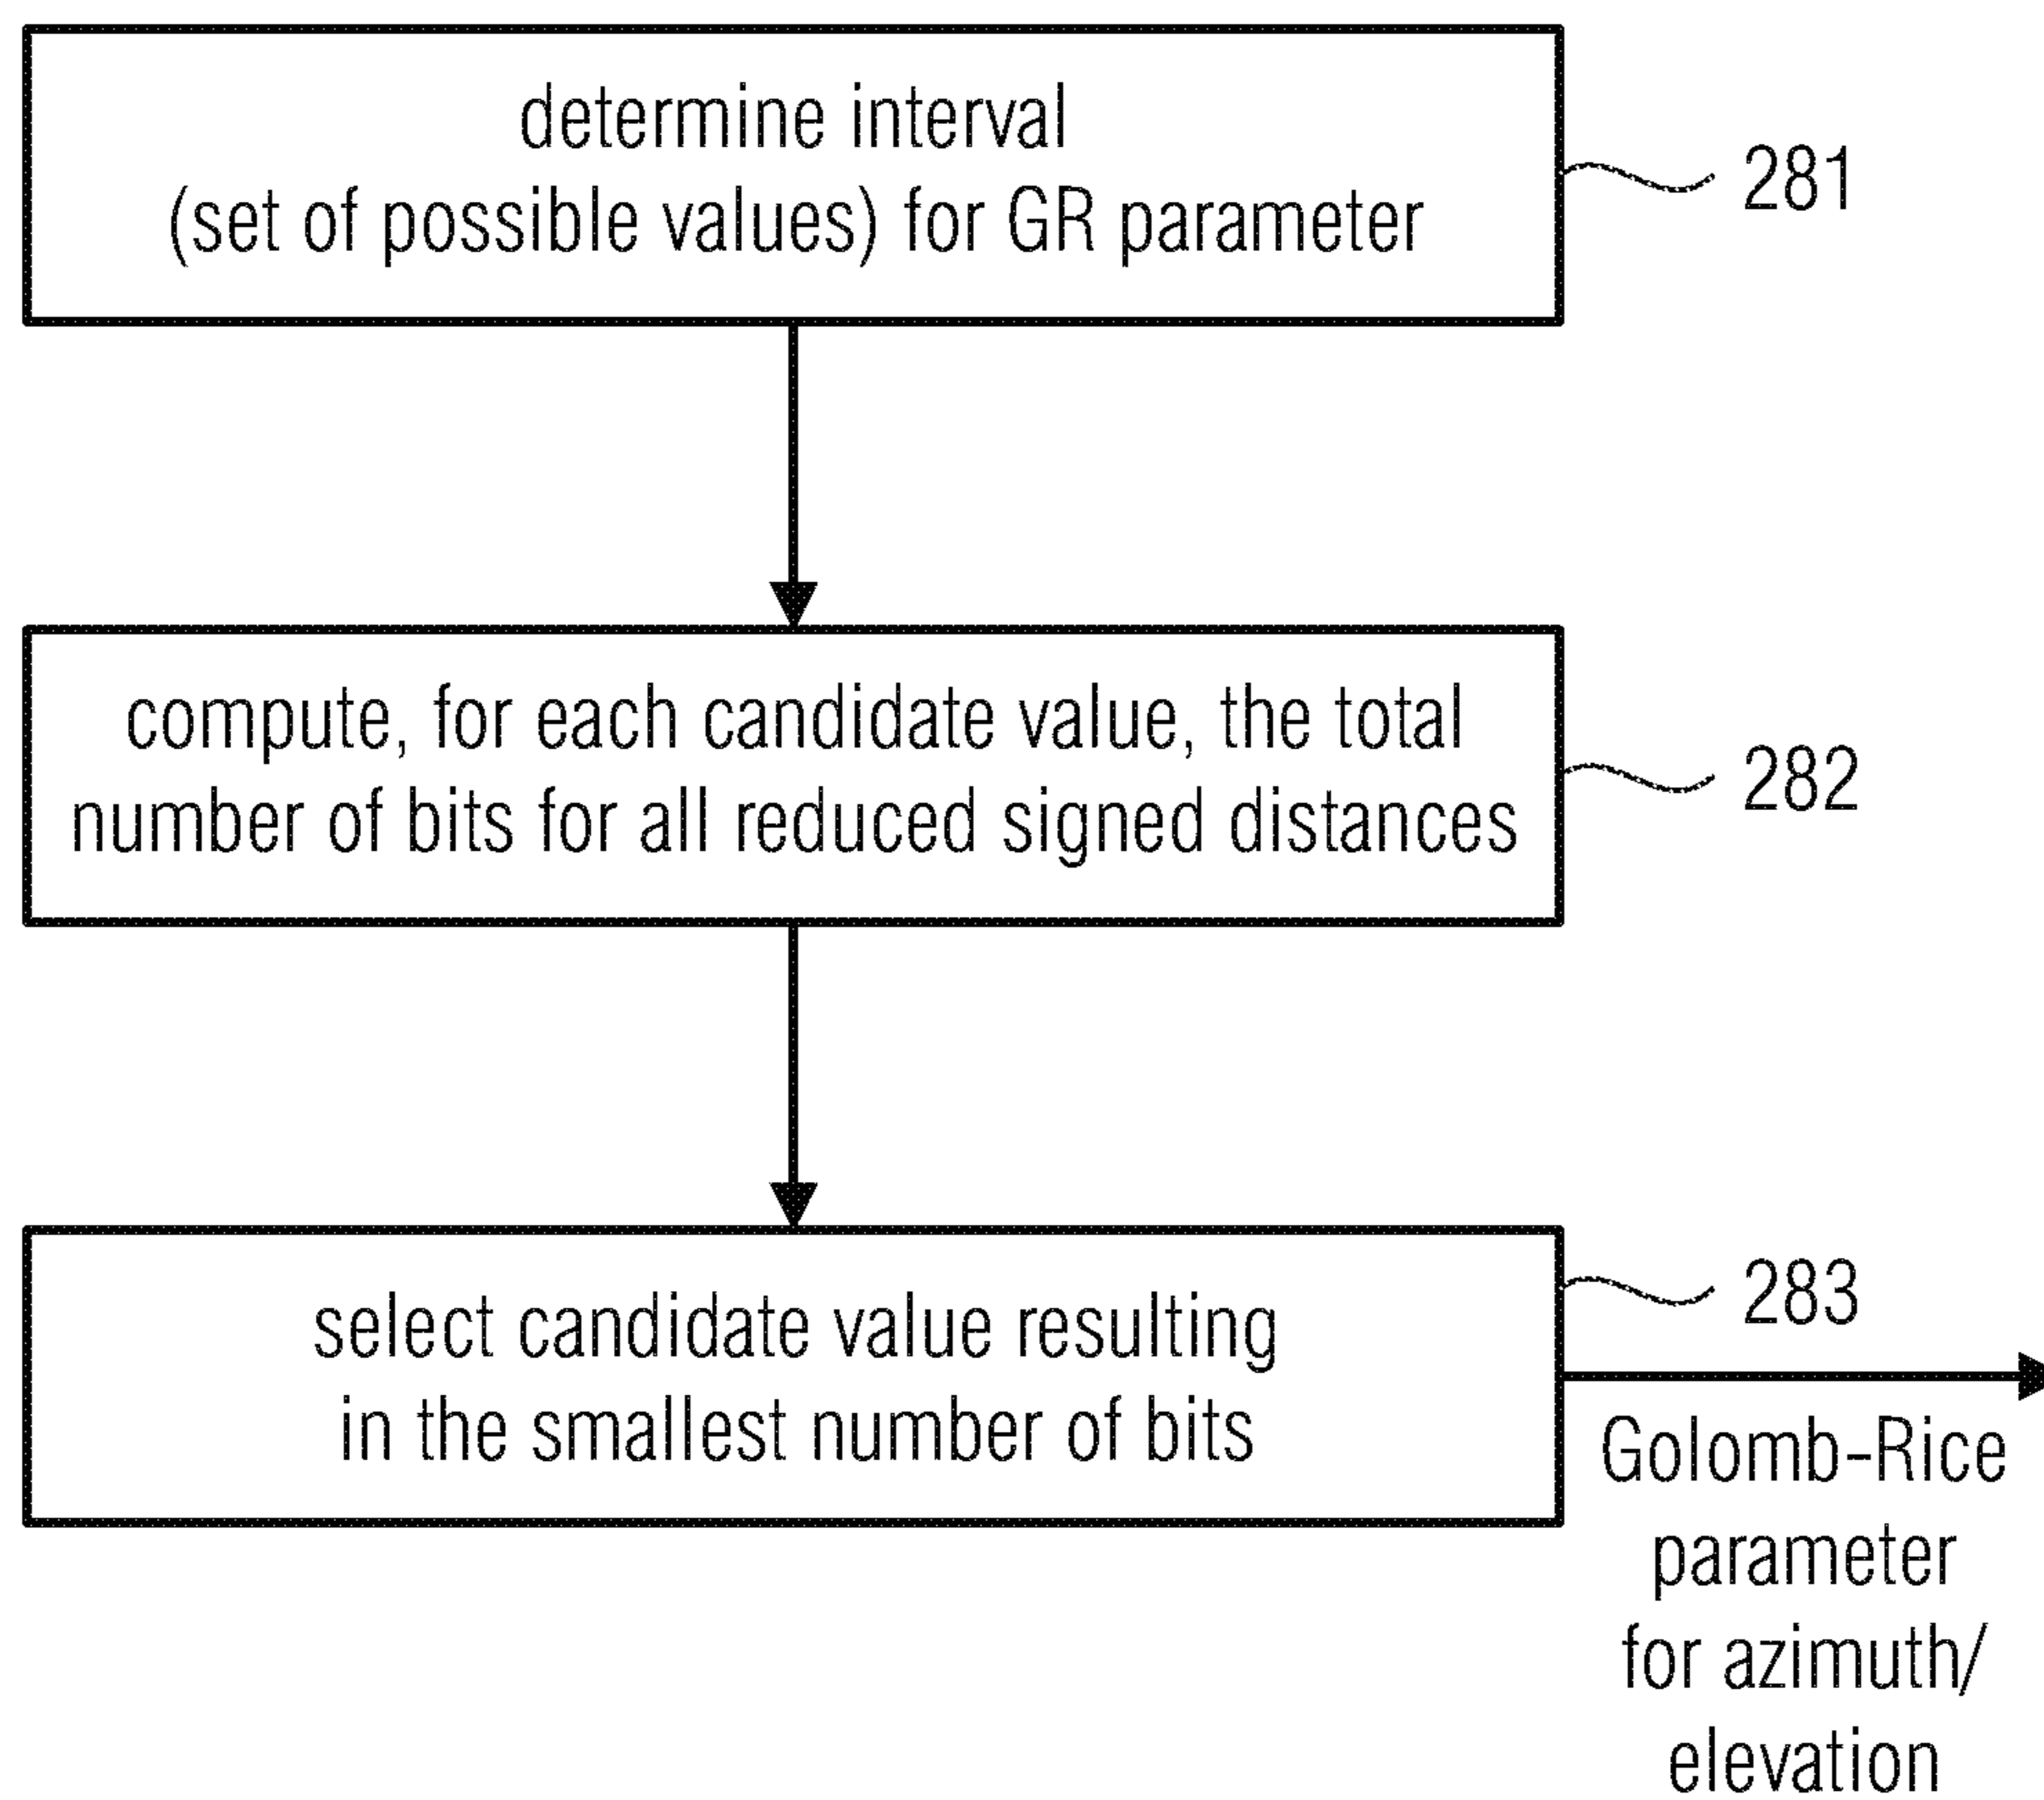 determine interval
(set of possible values) for GR parameter
281
compute, for each candidate value, the total
number of bits for all reduced signed distances
282
select candidate value resulting
in the smallest number of bits
283
Golomb-Rice
parameter
for azimuth/
elevation